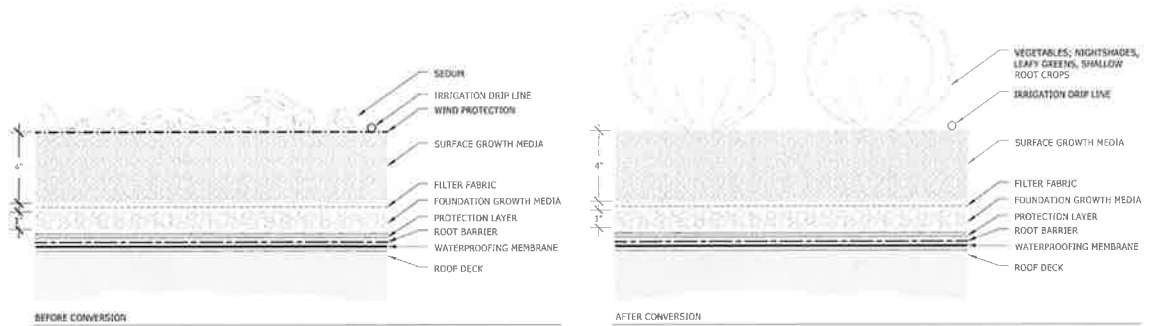 SEDUM
IRRIGATION DRIP LINE
WIND PROTECTION
4"
SURFACE GROWTH MEDIA
FILTER FABRIC
FOUNDATION GROWTH MEDIA
1"
PROTECTION LAYER
ROOT BARRIER
WATERPROOFING MEMBRANE
ROOF DECK
BEFORE CONVERSION
VEGETABLES; NIGHTSHADES,
LEAFY GREENS, SHALLOW
ROOT CROPS
IRRIGATION DRIP LINE
4"
SURFACE GROWTH MEDIA
FILTER FABRIC
FOUNDATION GROWTH MEDIA
1"
PROTECTION LAYER
ROOT BARRIER
WATERPROOFING MEMBRANE
ROOF DECK
AFTER CONVERSION